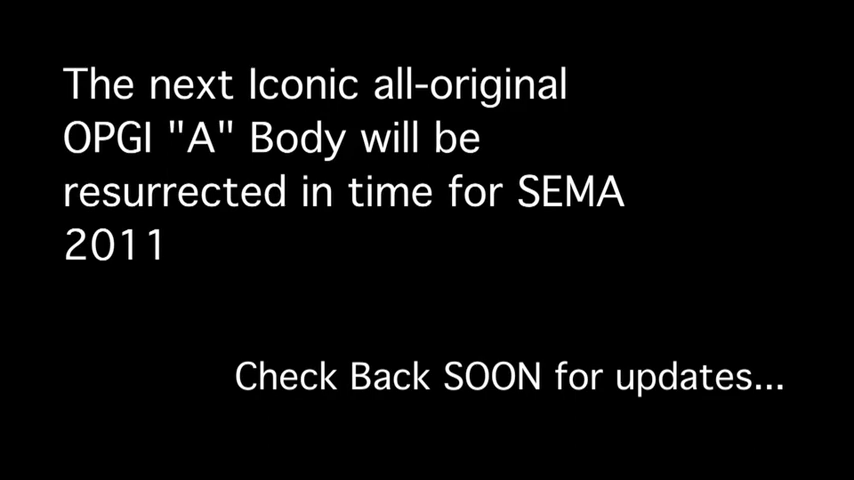 The next Iconic all-original
OPGI "A" Body will be
resurrected in time for SEMA
2011
Check Back SOON for updates...